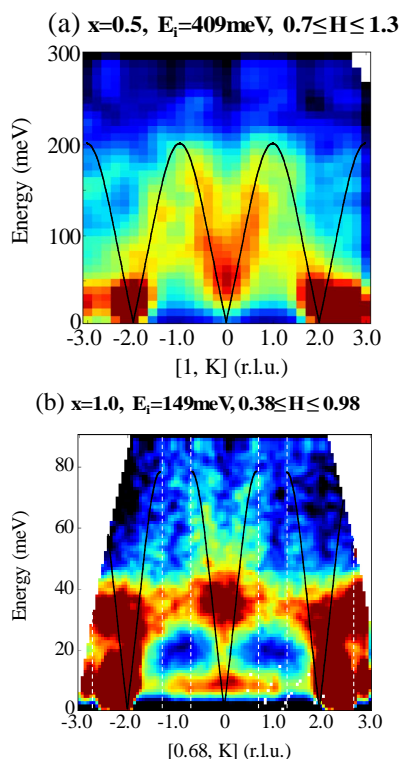 (a) x=0.5, E_i=409meV, 0.7≤H≤1.3
300
200
100
0
Energy (meV)
-3.0 -2.0 -1.0 0 1.0 2.0 3.0
[1, K] (r.l.u.)
(b) x=1.0, E_i=149meV, 0.38≤H≤0.98
80
60
40
20
0
Energy (meV)
-3.0 -2.0 -1.0 0 1.0 2.0 3.0
[0.68, K] (r.l.u.)